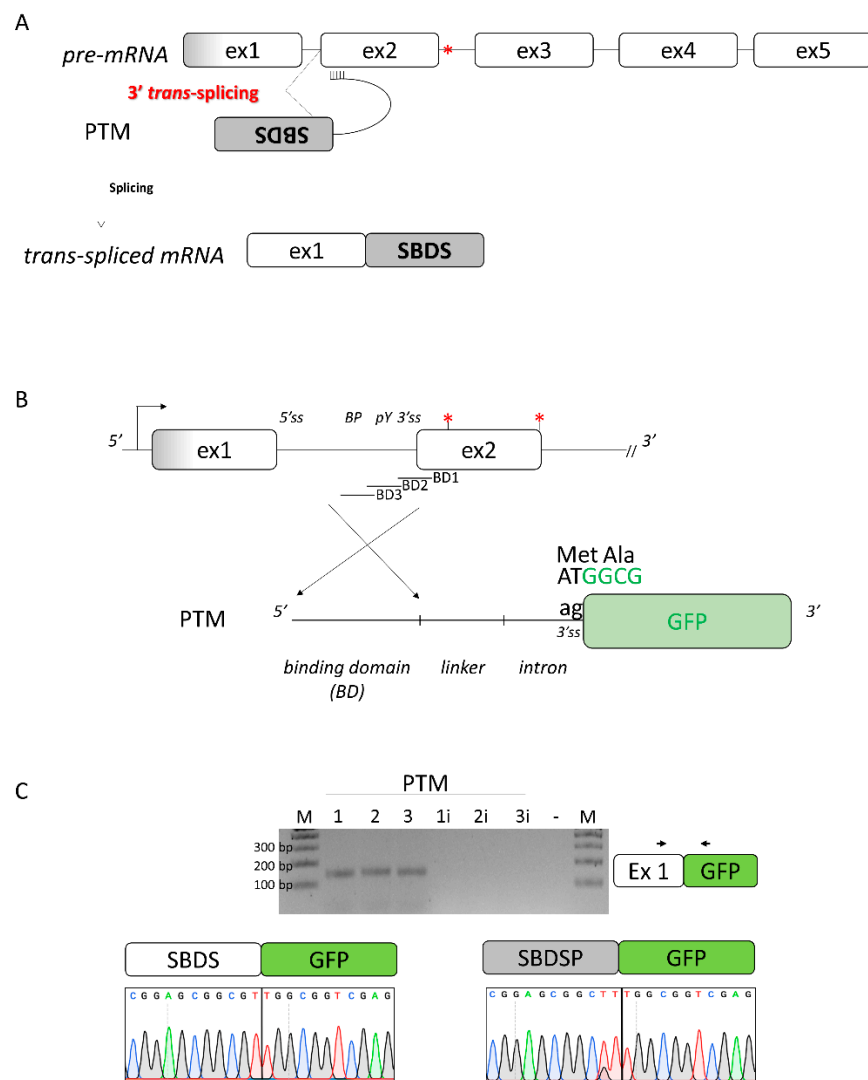 A
pre-mRNA ex1 ex2 * ex3 ex4 ex5
3' trans-splicing
PTM SBDS
Splicing
trans-spliced mRNA ex1 SBDS
B
5'ss BP pY 3'ss * *
5' ex1 ex2 // 3'
BD1
BD2
BD3
Met Ala
ATGGCG
PTM 5' ag GFP 3'
3'ss
binding domain linker intron
(BD)
C
PTM
M 1 2 3 1i 2i 3i - M
300 bp
200 bp
100 bp
Ex 1 GFP
SBDS GFP SBDSP GFP
C G G A G C G G C G T T G G C G G T C G A G C G G A G C G G C T T T G G C G G T C G A G